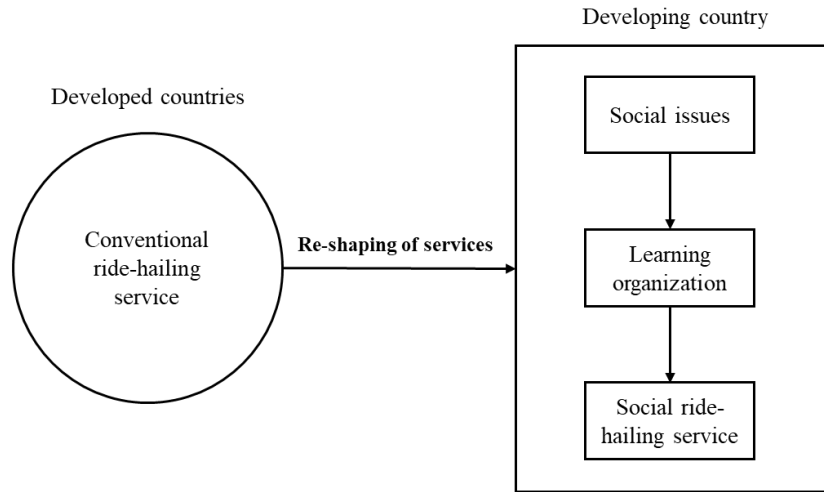 Developing country
Developed countries
Social issues
Conventional
ride-hailing
service
Re-shaping of services
Learning
organization
Social ride-
hailing service